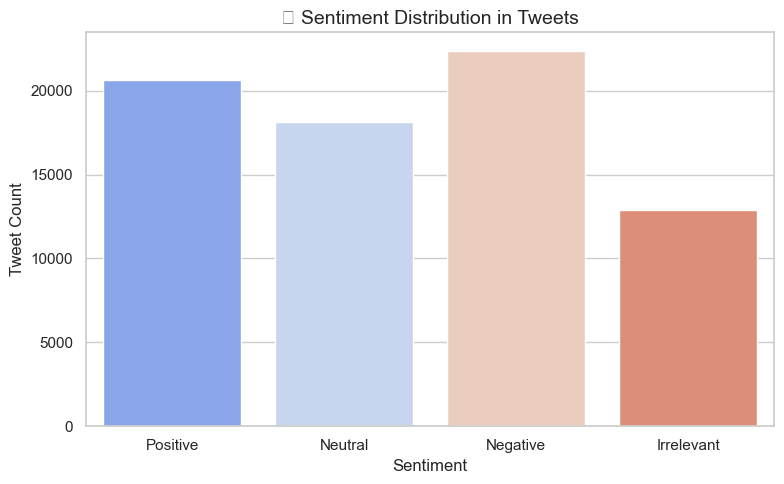 Sentiment Distribution in Tweets
Tweet Count
20000
15000
10000
5000
0
Positive Neutral Negative Irrelevant
Sentiment